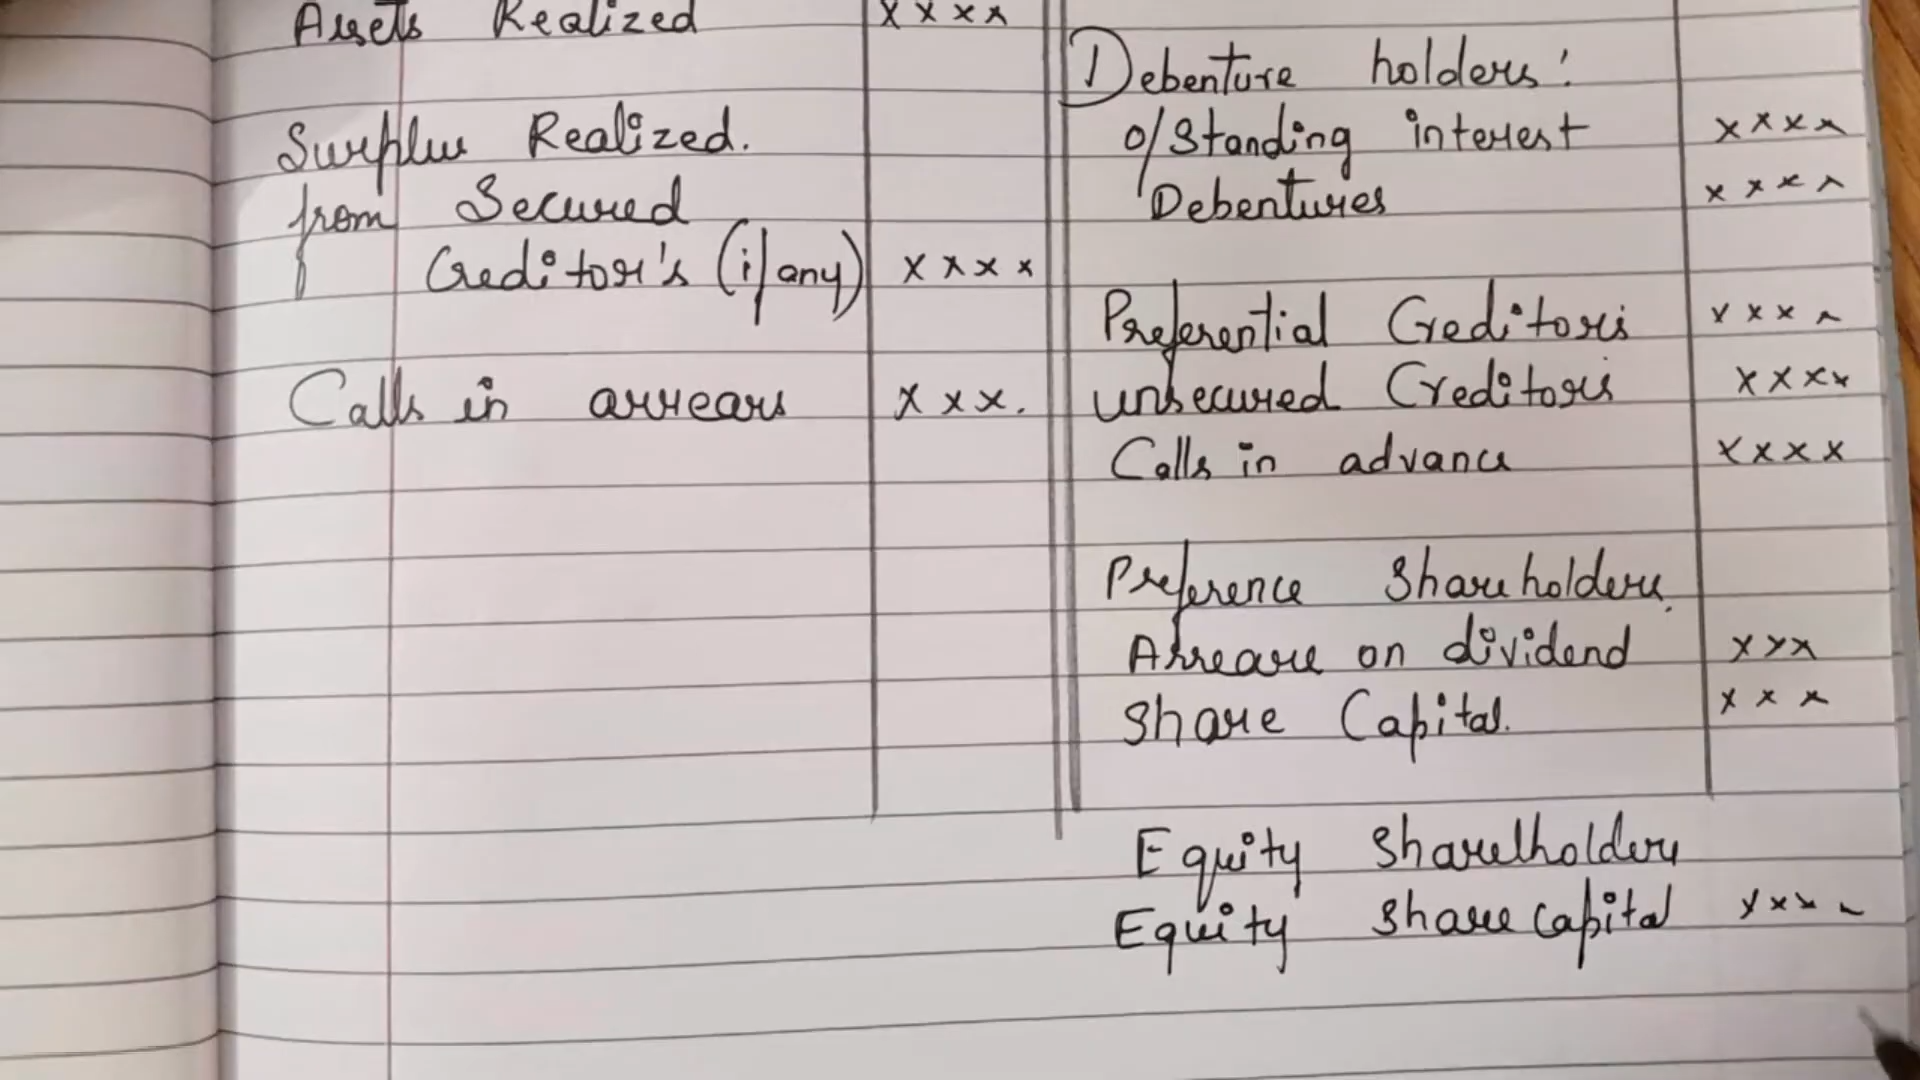 Assets Realized xxxx
Surplus Realized.
from Secured
Creditor's (if any) xxxx
Calls in arrears xxx.
Debenture holders:
o/standing interest xxxx
Debentures xxxx
Preferential Creditors xxxx
unsecured Creditors xxxx
Calls in advance xxxx
Preference Shareholders.
Arrears on dividend xxx
Share Capital. xxx
Equity Shareholders
Equity Share capital xxxx